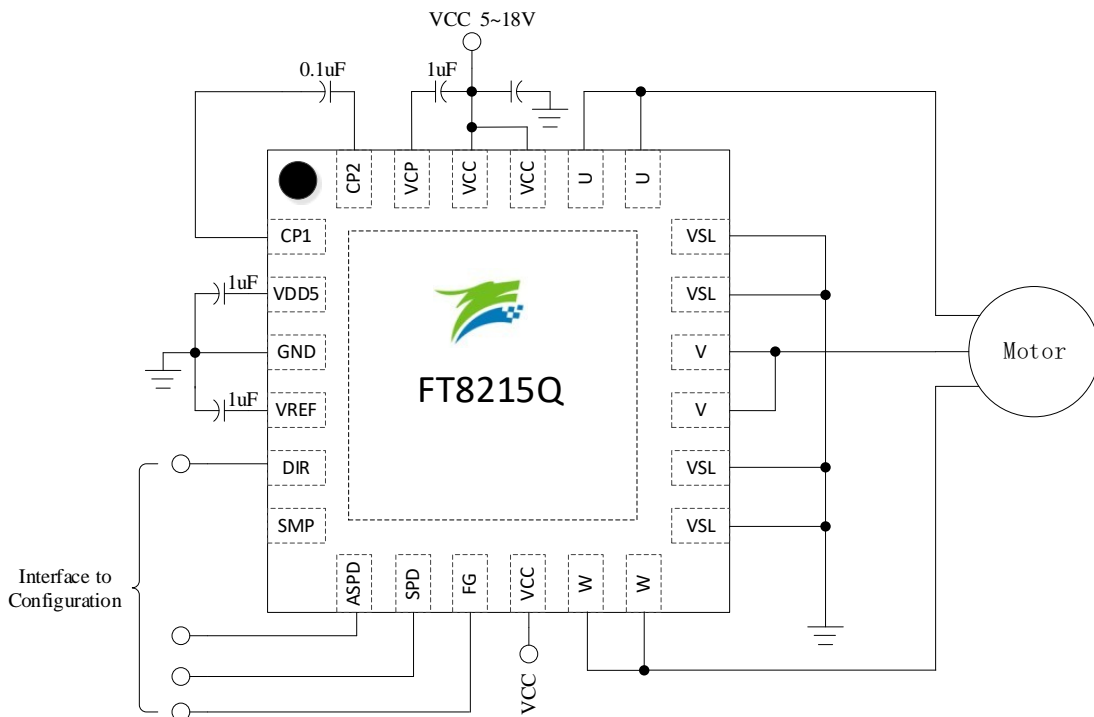 VCC 5~18V
0.1uF
1uF
CP2
VCP
VCC
VCC
U
U
CP1
VSL
1uF
VDD5
VSL
GND
V
Motor
FT8215Q
1uF
VREF
V
DIR
VSL
SMP
VSL
Interface to
Configuration
ASPD
SPD
FG
VCC
W
W
VCC